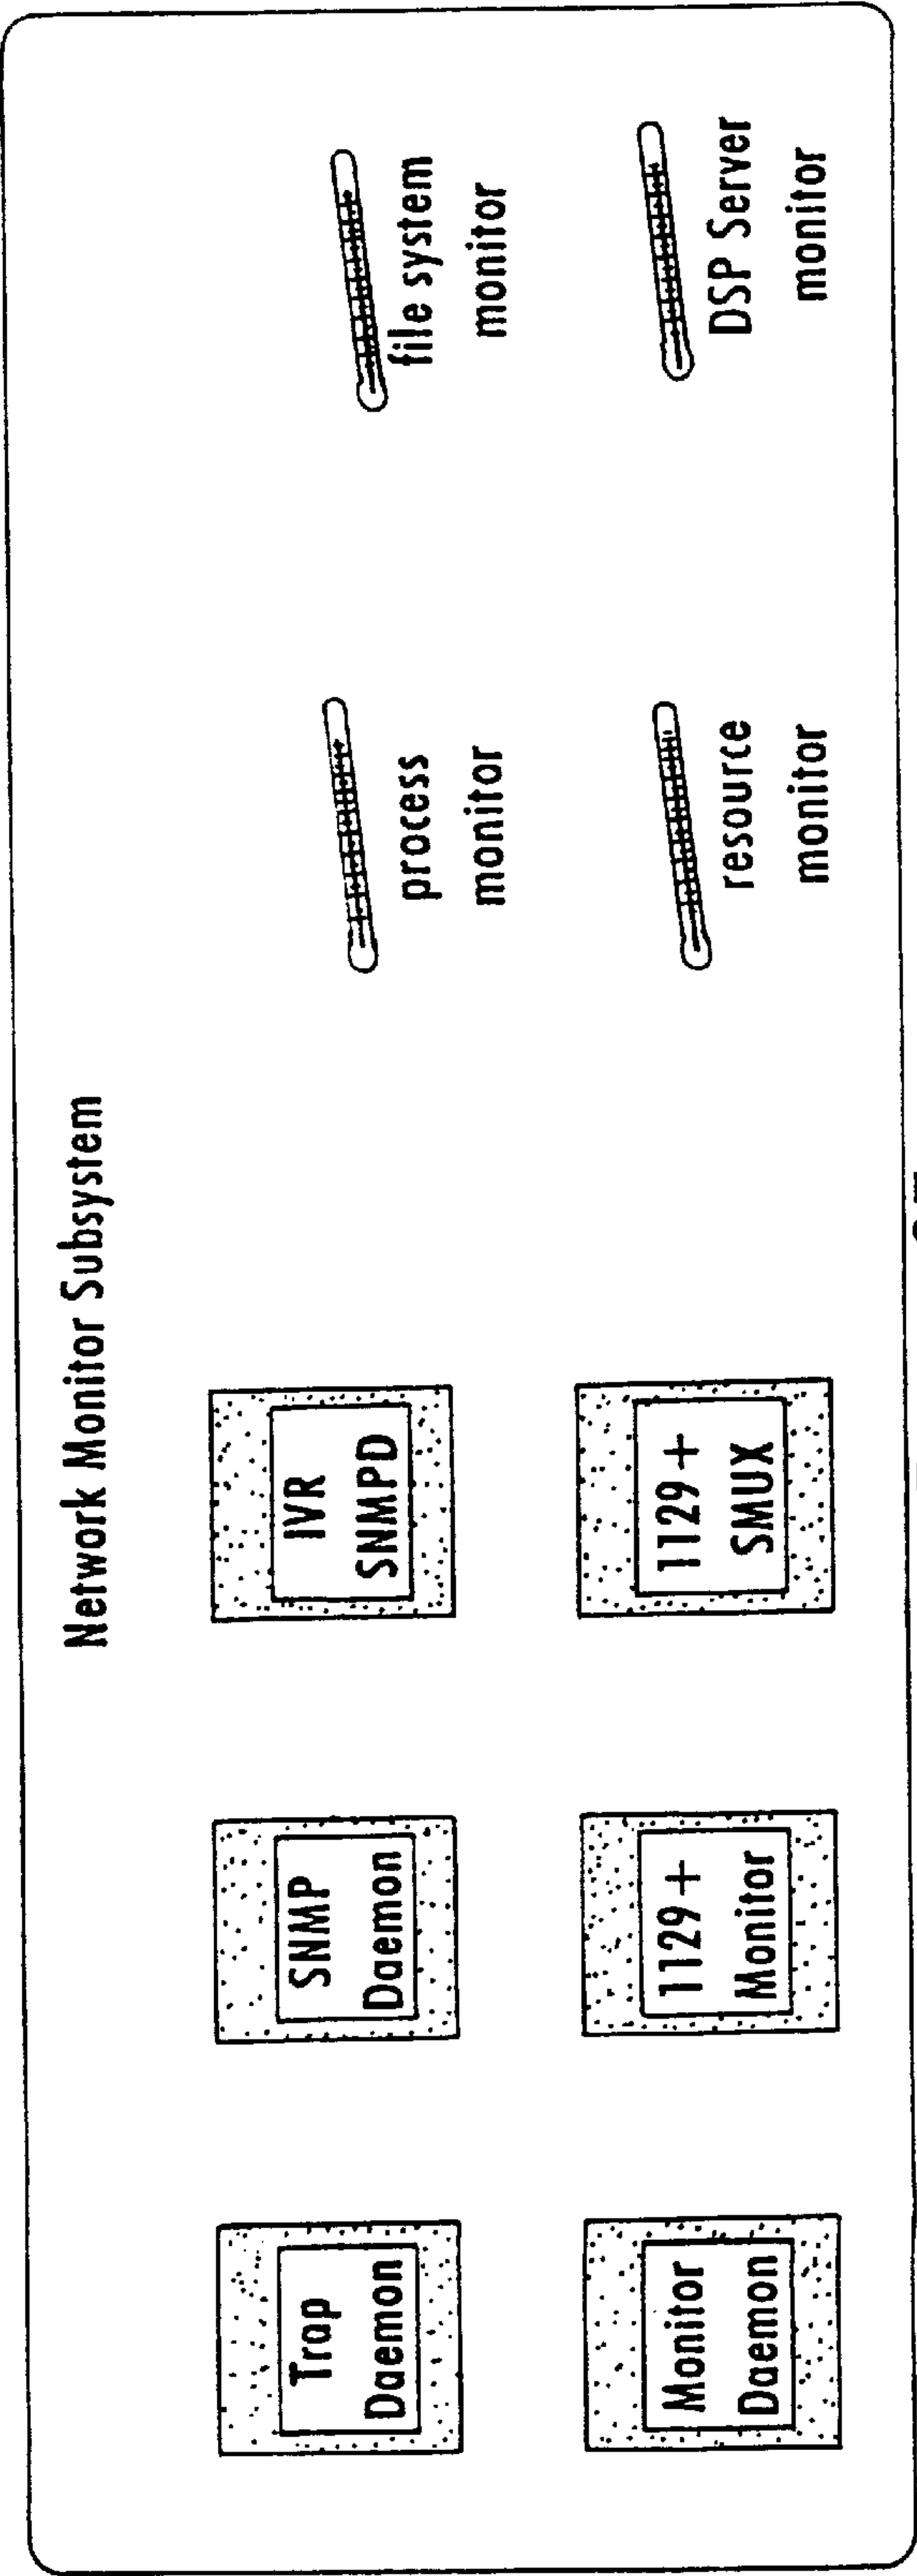 Network Monitor Subsystem
Trap
Daemon
SNMP
Daemon
IVR
SNMPD
process
monitor
file system
monitor
Monitor
Daemon
1129+
Monitor
1129+
SMUX
resource
monitor
DSP Server
monitor